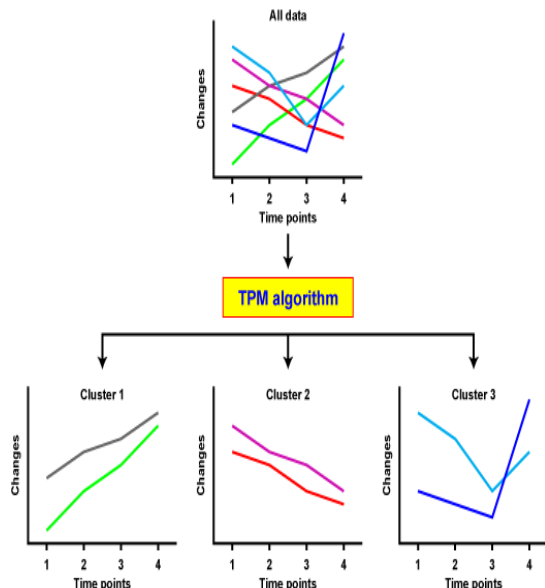 All data
Changes
1 2 3 4
Time points
TPM algorithm
Cluster 1
Changes
1 2 3 4
Time points
Cluster 2
Changes
1 2 3 4
Time points
Cluster 3
Changes
1 2 3 4
Time points